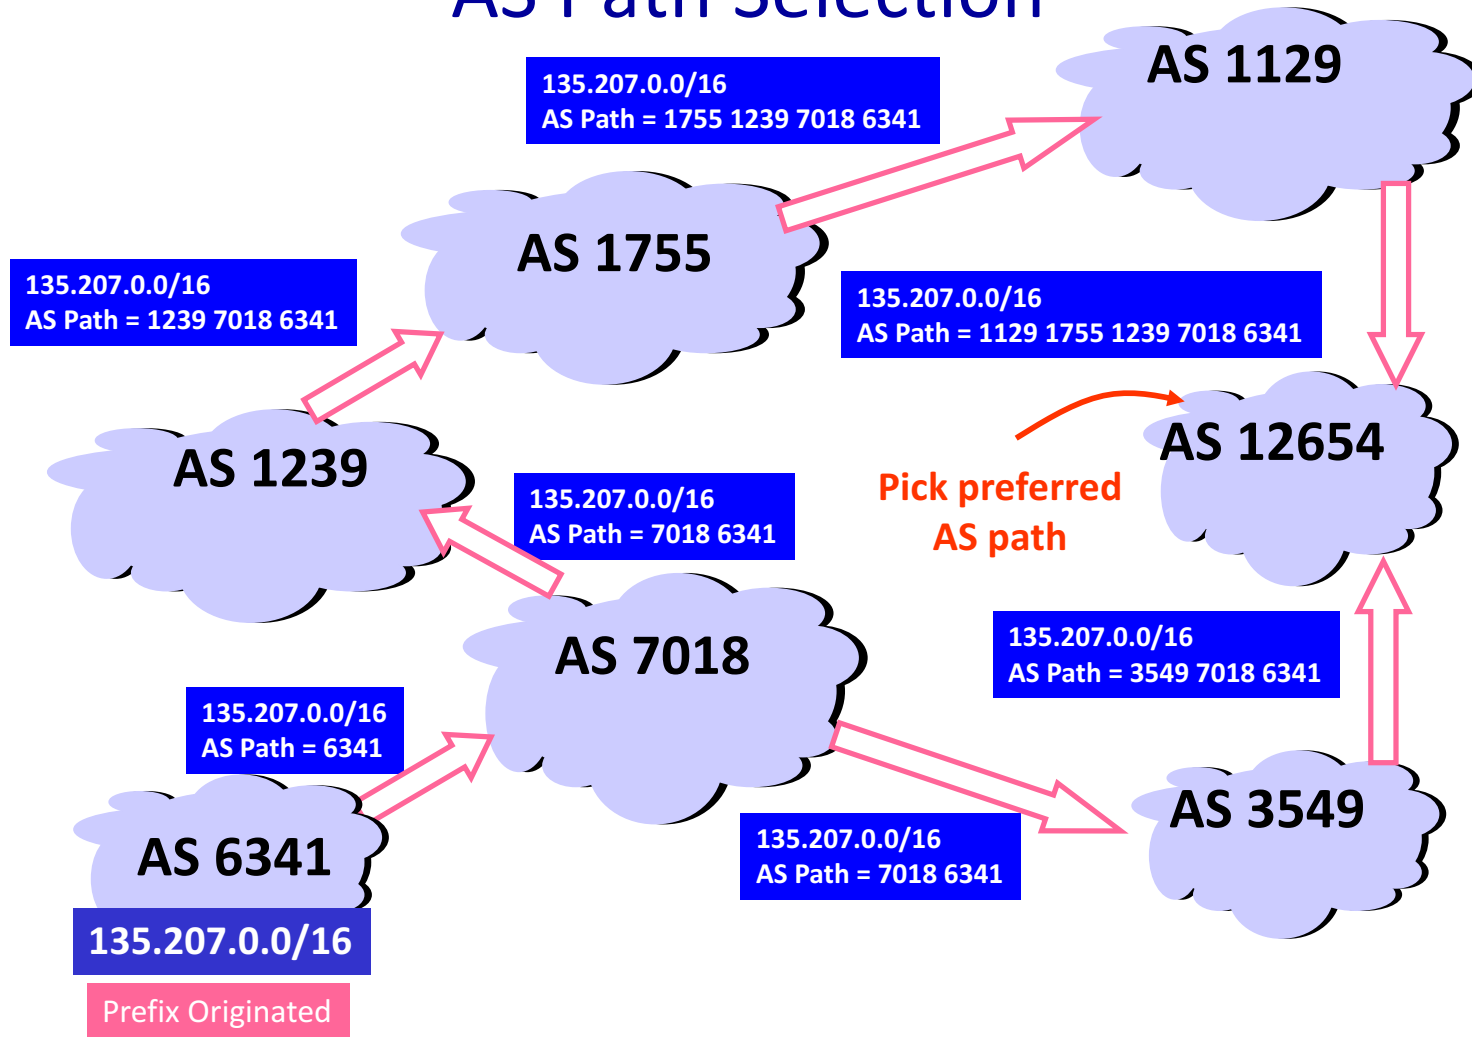 AS Path Selection
AS 1129
135.207.0.0/16
AS Path = 1755 1239 7018 6341
AS 1755
135.207.0.0/16
AS Path = 1239 7018 6341
135.207.0.0/16
AS Path = 1129 1755 1239 7018 6341
AS 12654
AS 1239
Pick preferred
AS path
135.207.0.0/16
AS Path = 7018 6341
AS 7018
135.207.0.0/16
AS Path = 3549 7018 6341
135.207.0.0/16
AS Path = 6341
AS 3549
AS 6341
135.207.0.0/16
AS Path = 7018 6341
135.207.0.0/16
Prefix Originated